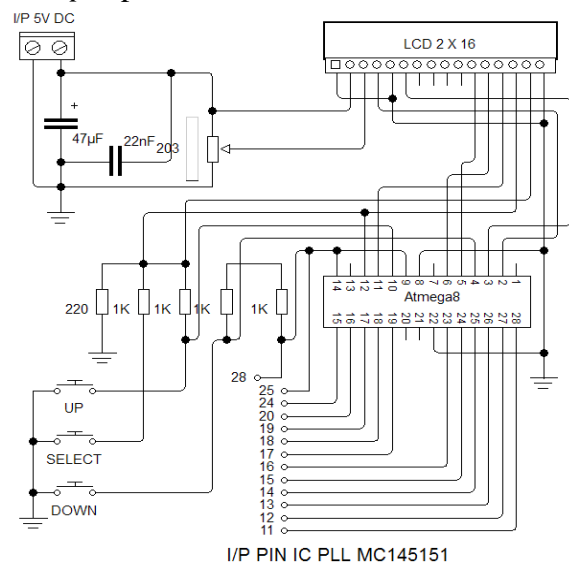 I/P 5V DC
LCD 2 X 16
+
47µF
22nF
203
14 13 12 11 10 9 8 7 6 5 4 3 2 1
Atmega8
15 16 17 18 19 20 21 22 23 24 25 26 27 28
220 1K 1K 1K 1K
28
25
24
20
19
18
17
16
15
14
13
12
11
UP
SELECT
DOWN
I/P PIN IC PLL MC145151